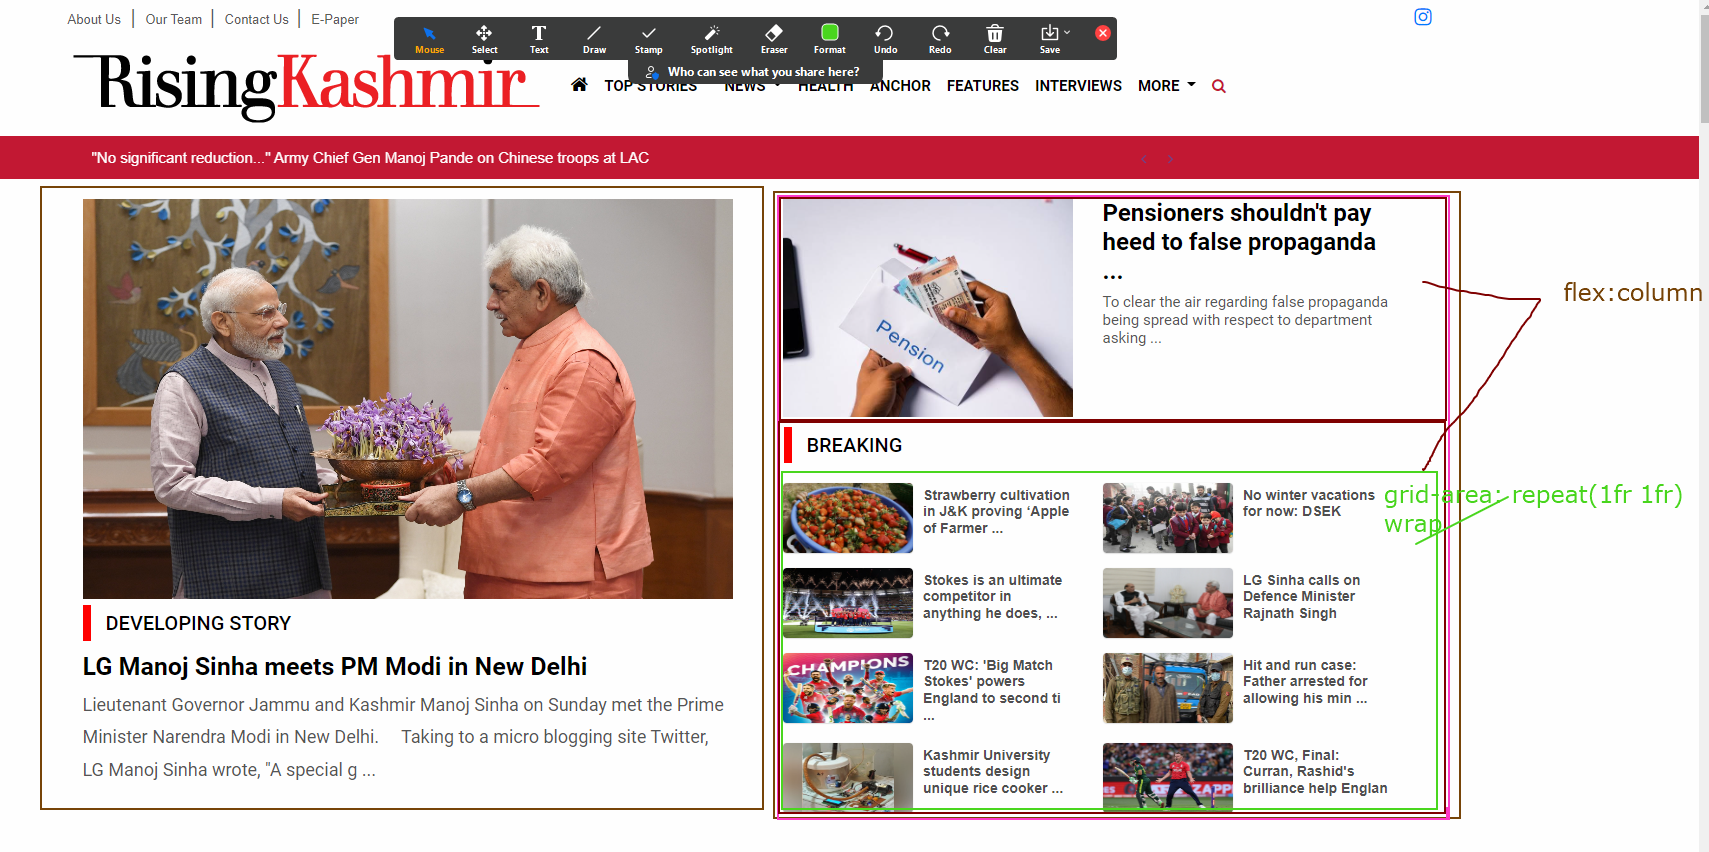 About Us | Our Team | Contact Us | E-Paper
Mouse Select Text Draw Stamp Spotlight Eraser Format Undo Redo Clear Save
Who can see what you share here?
RisingKashmir
TOP STORIES NEWS HEALTH ANCHOR FEATURES INTERVIEWS MORE
"No significant reduction..." Army Chief Gen Manoj Pande on Chinese troops at LAC
DEVELOPING STORY
LG Manoj Sinha meets PM Modi in New Delhi
Lieutenant Governor Jammu and Kashmir Manoj Sinha on Sunday met the Prime
Minister Narendra Modi in New Delhi. Taking to a micro blogging site Twitter,
LG Manoj Sinha wrote, "A special g ...
Pension
Pensioners shouldn't pay
heed to false propaganda
...
To clear the air regarding false propaganda
being spread with respect to department
asking ...
flex:column
BREAKING
grid-area: repeat(1fr 1fr)
wrap
Strawberry cultivation
in J&K proving ‘Apple
of Farmer ...
No winter vacations
for now: DSEK
Stokes is an ultimate
competitor in
anything he does, ...
LG Sinha calls on
Defence Minister
Rajnath Singh
CHAMPIONS
T20 WC: 'Big Match
Stokes' powers
England to second ti
...
Hit and run case:
Father arrested for
allowing his min ...
Kashmir University
students design
unique rice cooker ...
T20 WC, Final:
Curran, Rashid's
brilliance help Englan